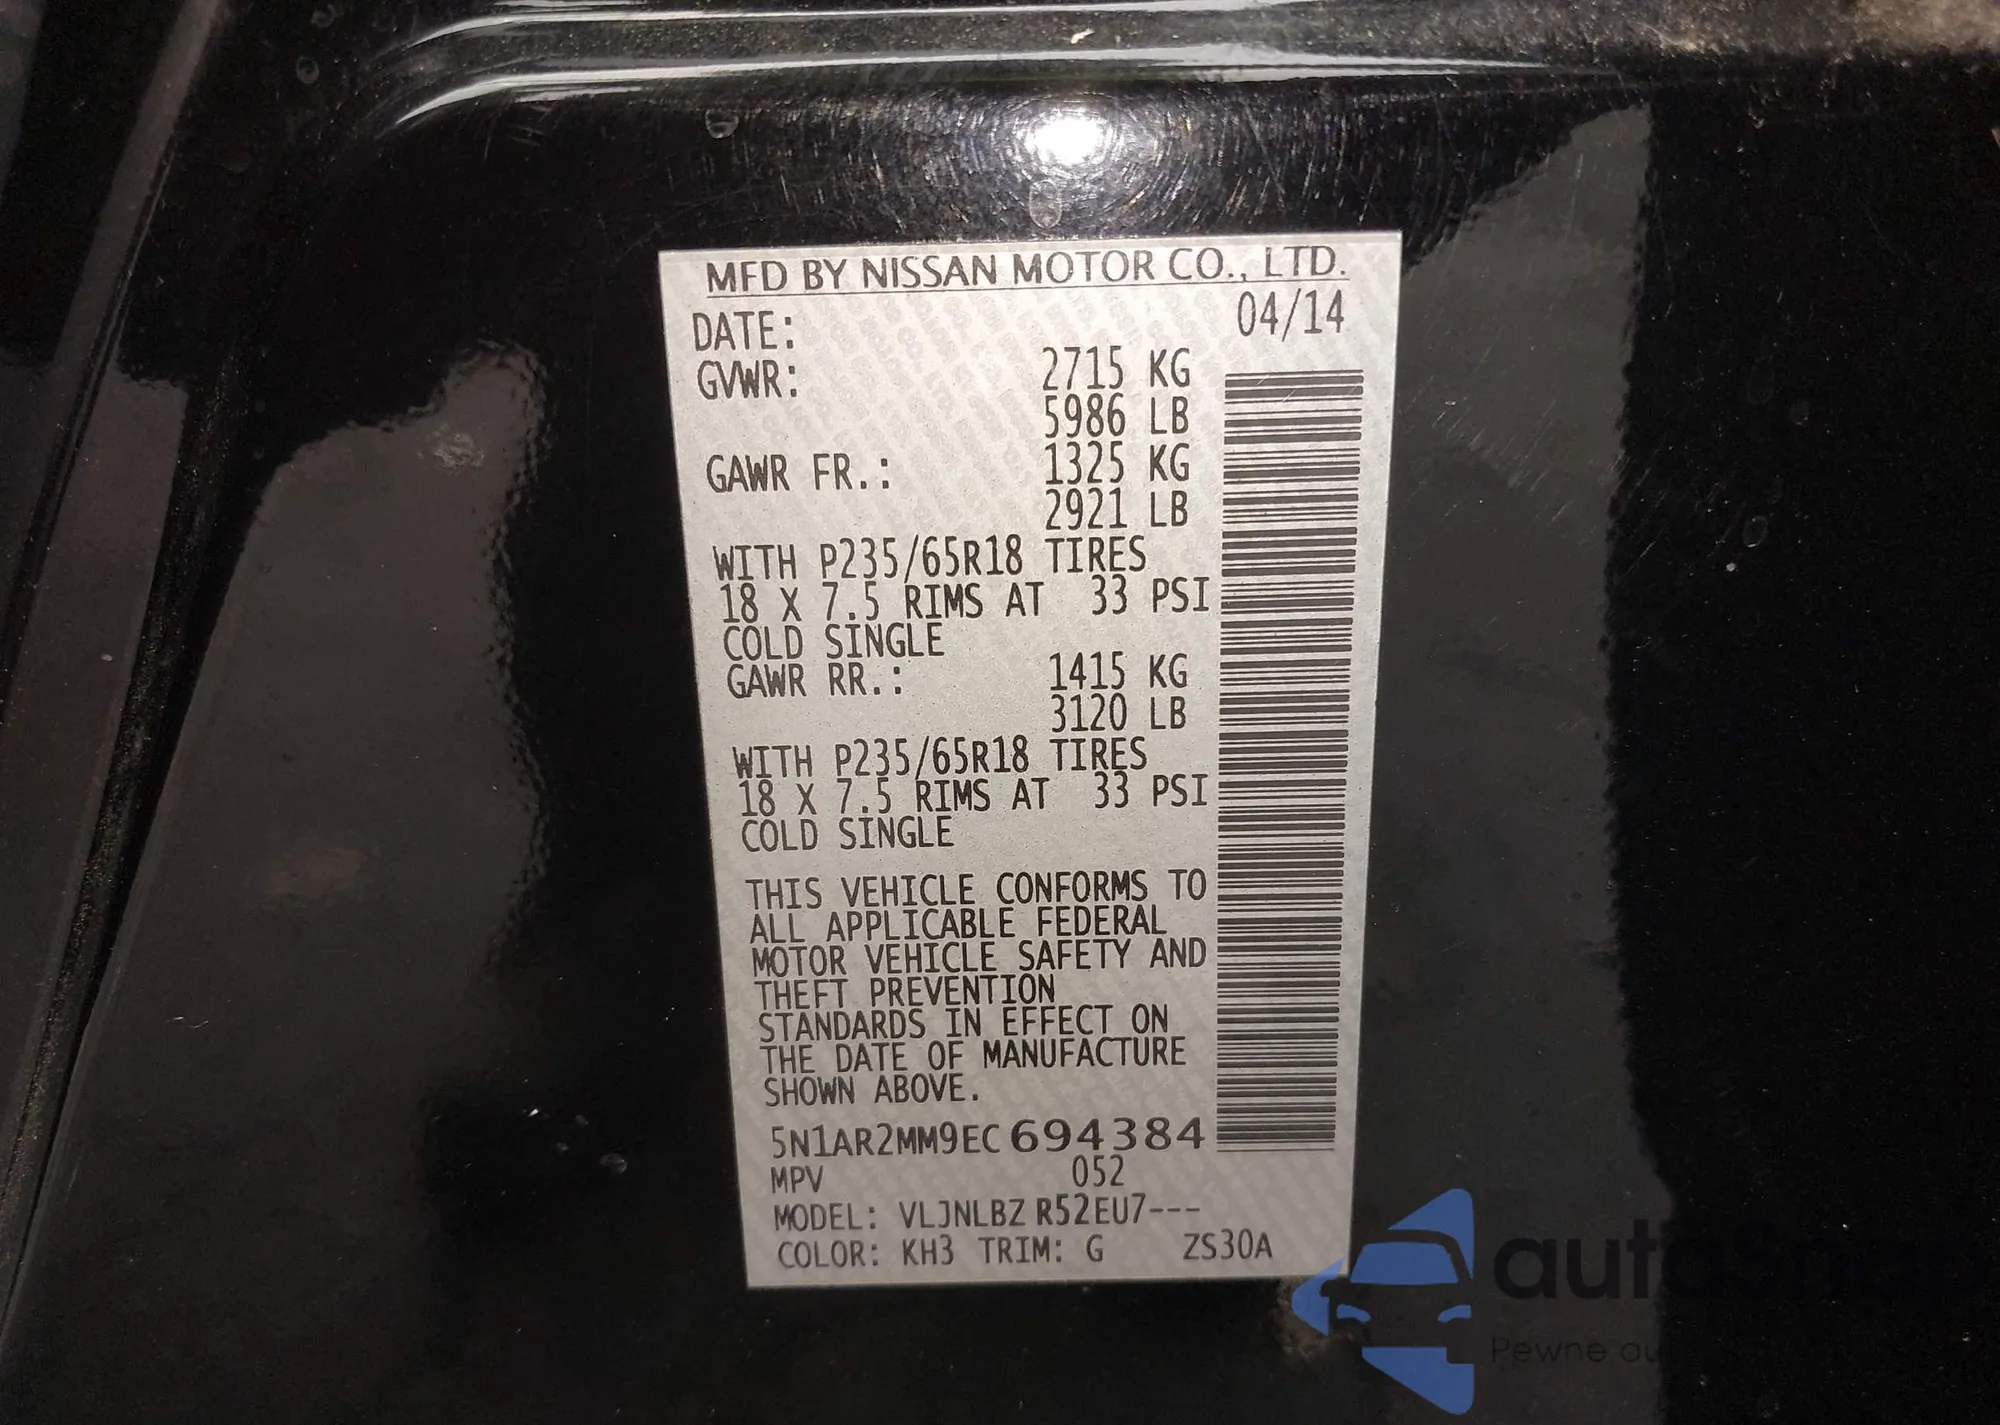 MFD BY NISSAN MOTOR CO., LTD.
DATE: 04/14
GVWR: 2715 KG
5986 LB
GAWR FR.: 1325 KG
2921 LB
WITH P235/65R18 TIRES
18 X 7.5 RIMS AT 33 PSI
COLD SINGLE
GAWR RR.: 1415 KG
3120 LB
WITH P235/65R18 TIRES
18 X 7.5 RIMS AT 33 PSI
COLD SINGLE
THIS VEHICLE CONFORMS TO
ALL APPLICABLE FEDERAL
MOTOR VEHICLE SAFETY AND
THEFT PREVENTION
STANDARDS IN EFFECT ON
THE DATE OF MANUFACTURE
SHOWN ABOVE.
5N1AR2MM9EC694384
MPV 052
MODEL: VLJNLBZ R52EU7---
COLOR: KH3 TRIM: G ZS30A
autoshop
Pewne